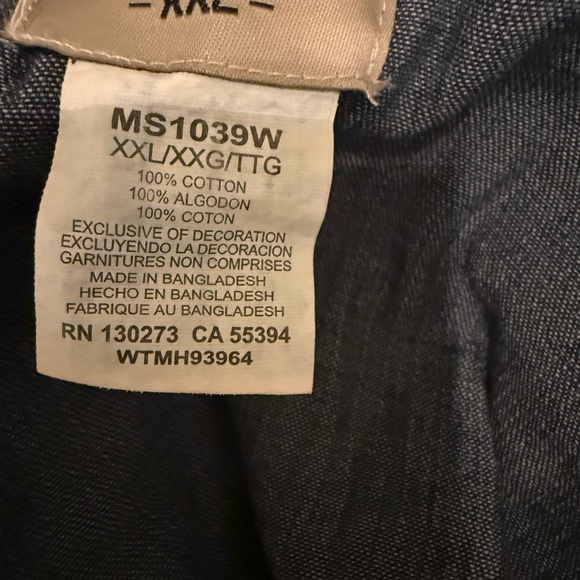 - XXL -
MS1039W
XXL/XXG/TTG
100% COTTON
100% ALGODON
100% COTON
EXCLUSIVE OF DECORATION
EXCLUYENDO LA DECORACION
GARNITURES NON COMPRISES
MADE IN BANGLADESH
HECHO EN BANGLADESH
FABRIQUE AU BANGLADESH
RN 130273 CA 55394
WTMH93964